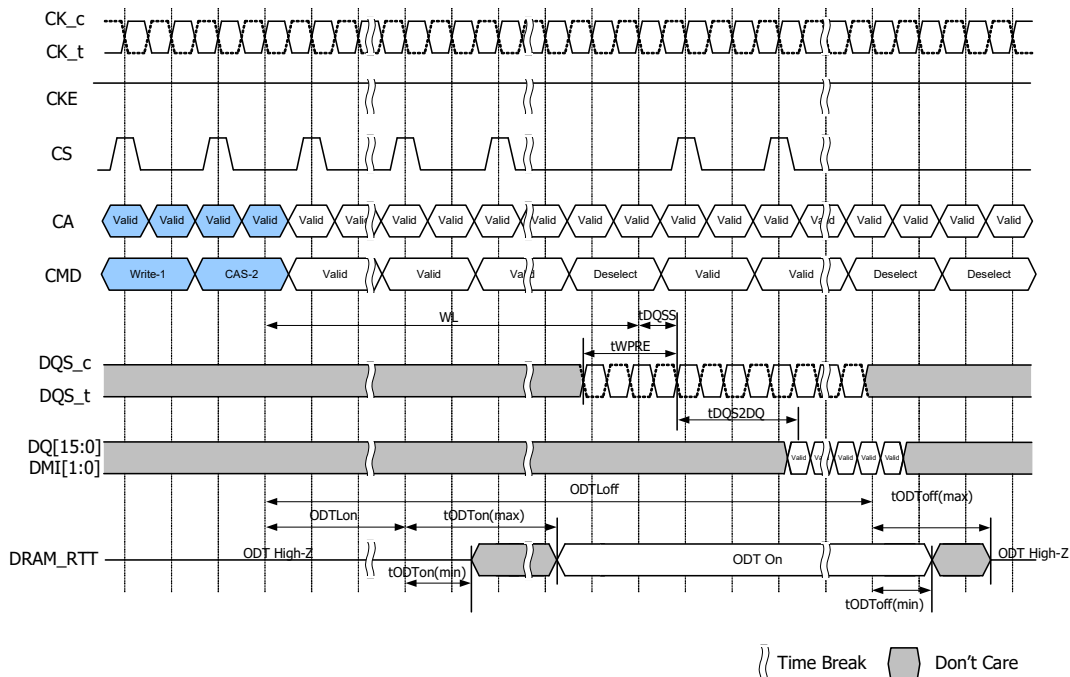 CK_c
CK_t
CKE
CS
CA Valid Valid Valid Valid Valid Valid Valid Valid Valid Valid Valid Valid Valid Valid Valid Valid Valid Valid Valid Valid
CMD Write-1 CAS-2 Valid Valid Valid Deselect Valid Valid Deselect Deselect
WL tDQSS
tWPRE
DQS_c
DQS_t
tDQS2DQ
DQ[15:0]
DMI[1:0]
Valid Valid Valid Valid Valid
ODTLoff
tODToff(max)
ODTLon tODTon(max)
DRAM_RTT ODT High-Z ODT On ODT High-Z
tODTon(min)
tODToff(min)
Time Break Don't Care